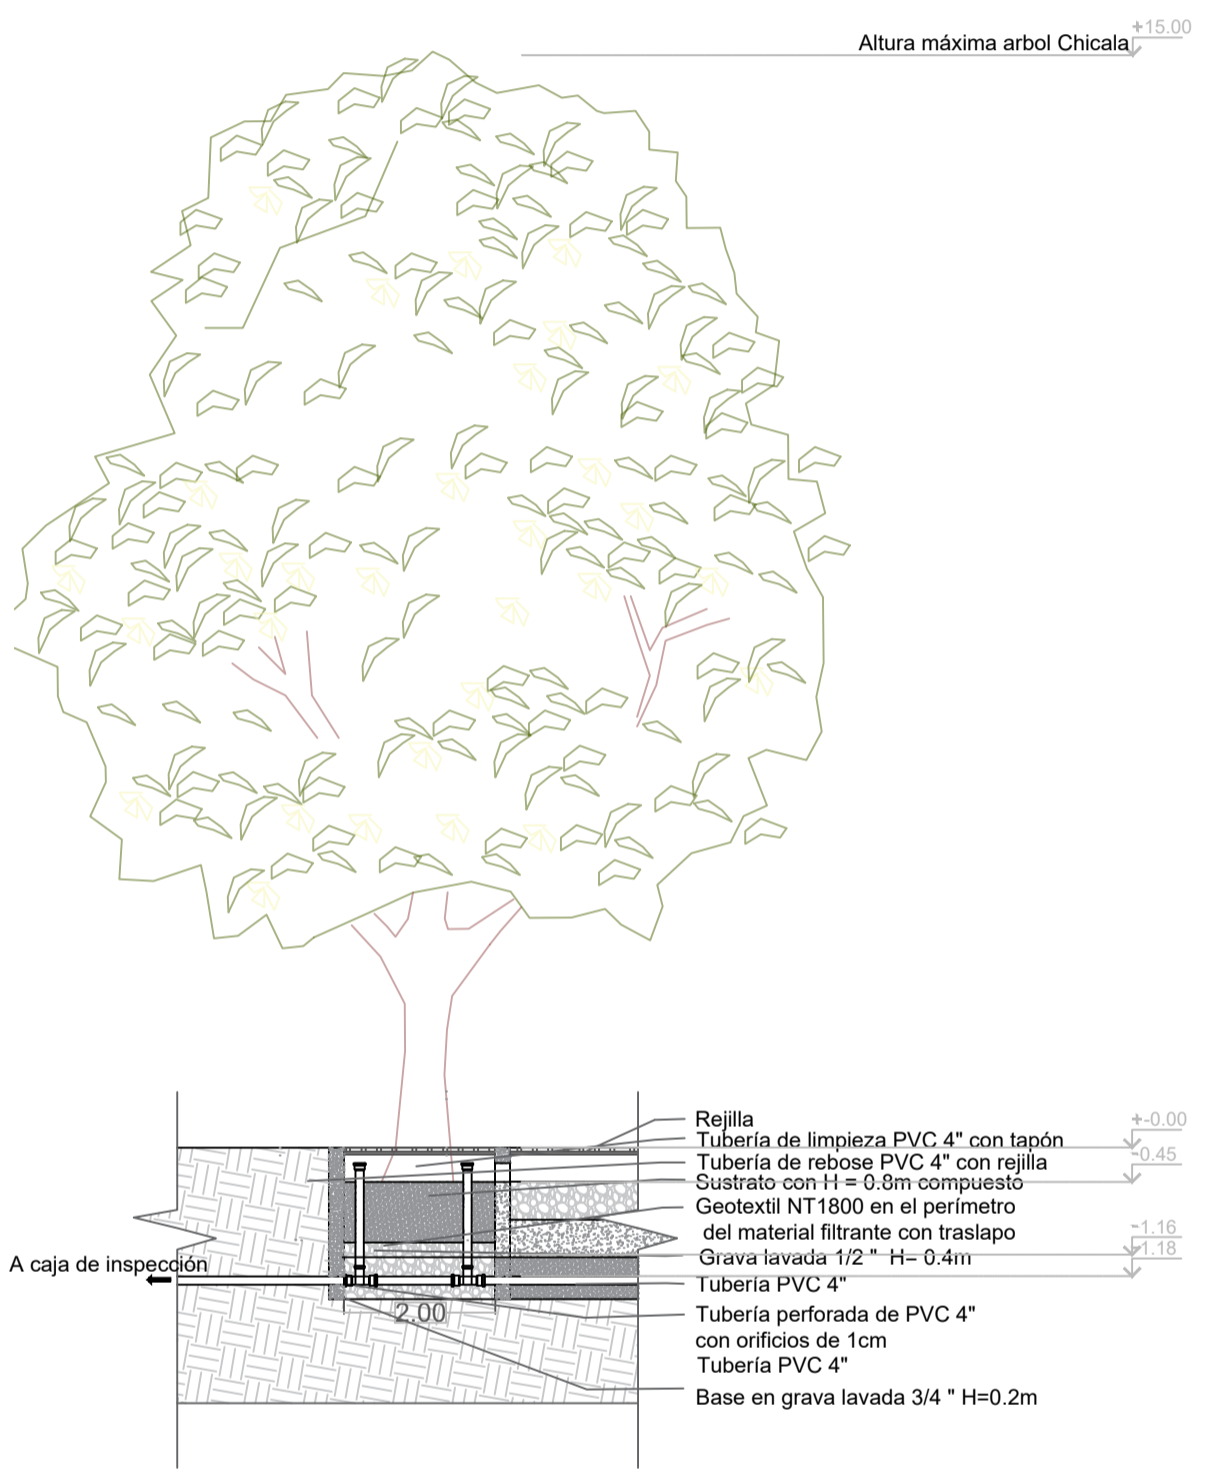 +15.00
Altura máxima arbol Chicala
+-0.00
Rejilla
Tubería de limpieza PVC 4" con tapón
-0.45
Tubería de rebose PVC 4" con rejilla
Sustrato con H = 0.8m compuesto
Geotextil NT1800 en el perímetro
del material filtrante con traslapo
-1.16
-1.18
Grava lavada 1/2 " H= 0.4m
A caja de inspección
Tubería PVC 4"
2.00
Tubería perforada de PVC 4"
con orificios de 1cm
Tubería PVC 4"
Base en grava lavada 3/4 " H=0.2m